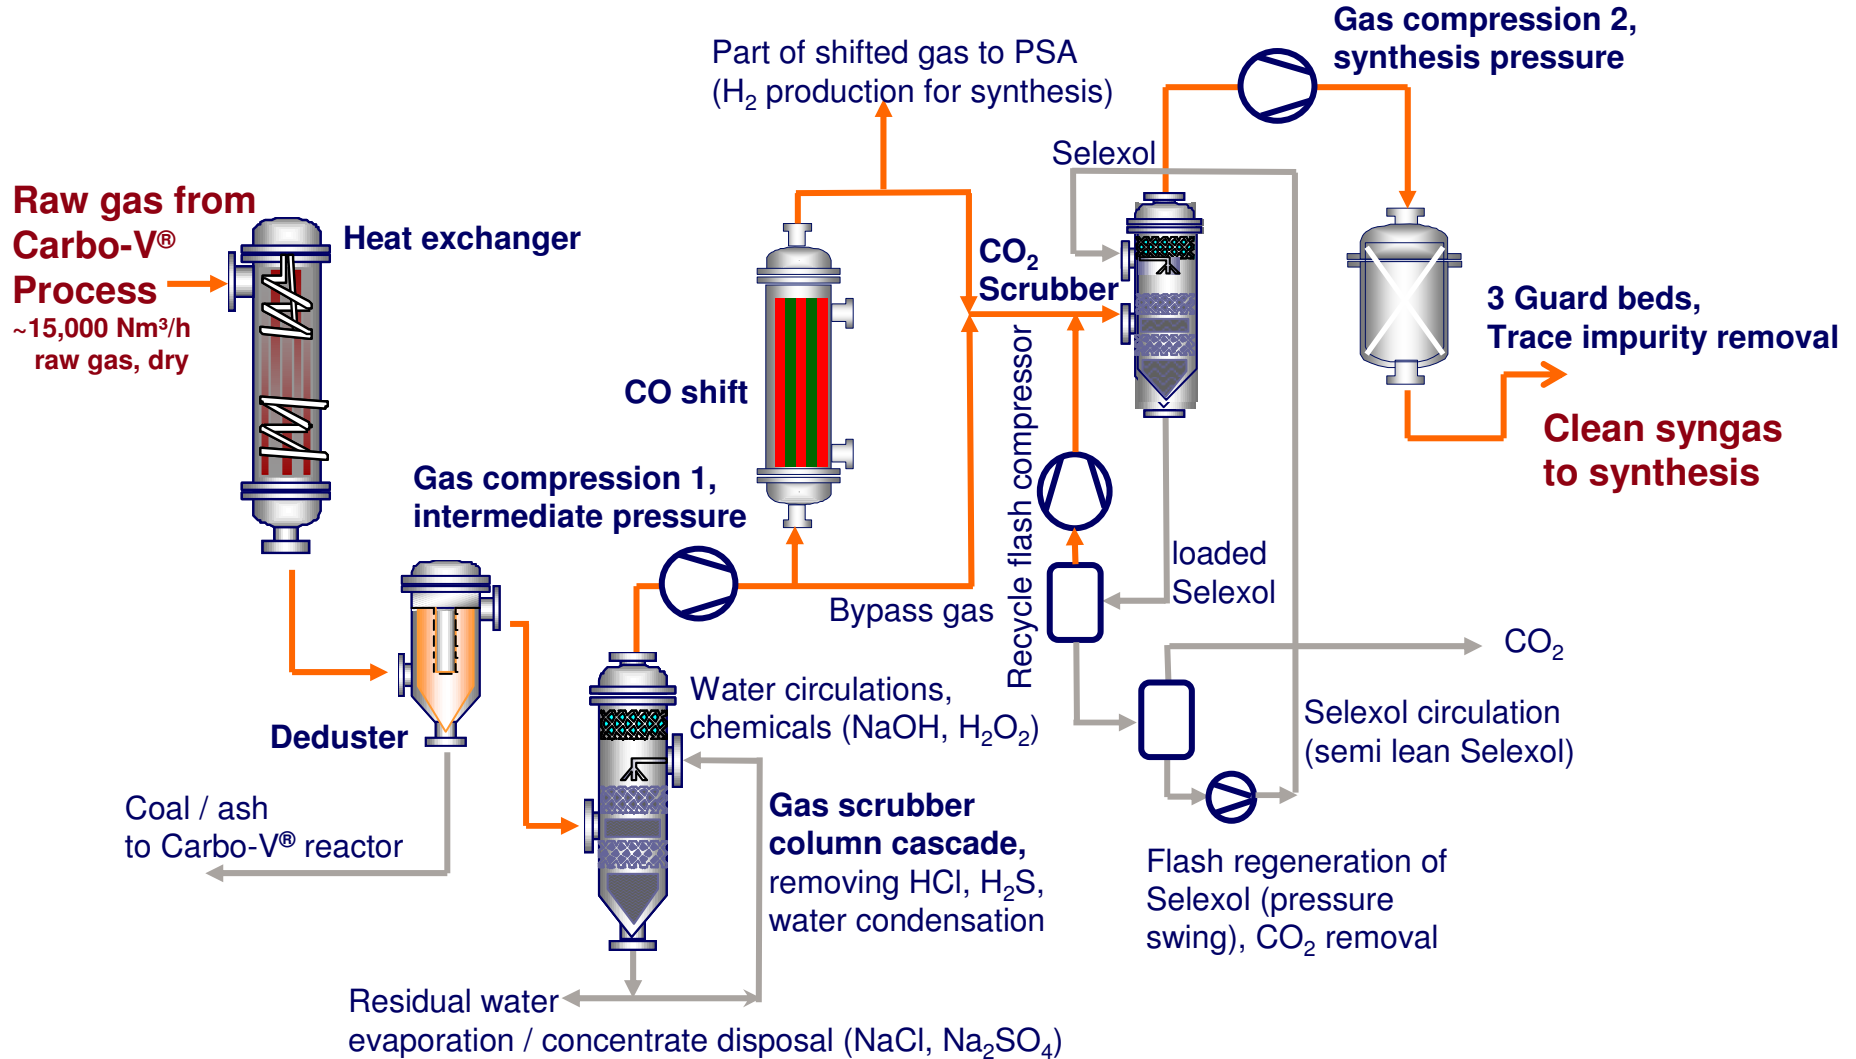 Raw gas from
Carbo-V®
Process
~15,000 Nm³/h
raw gas, dry
Heat exchanger
Deduster
Coal / ash
to Carbo-V® reactor
Gas compression 1,
intermediate pressure
Water circulations,
chemicals (NaOH, H₂O₂)
Gas scrubber
column cascade,
removing HCl, H₂S,
water condensation
Residual water
evaporation / concentrate disposal (NaCl, Na₂SO₄)
CO shift
Bypass gas
Part of shifted gas to PSA
(H₂ production for synthesis)
CO₂
Scrubber
Selexol
Recycle flash compressor
loaded
Selexol
CO₂
Selexol circulation
(semi lean Selexol)
Flash regeneration of
Selexol (pressure
swing), CO₂ removal
Gas compression 2,
synthesis pressure
3 Guard beds,
Trace impurity removal
Clean syngas
to synthesis